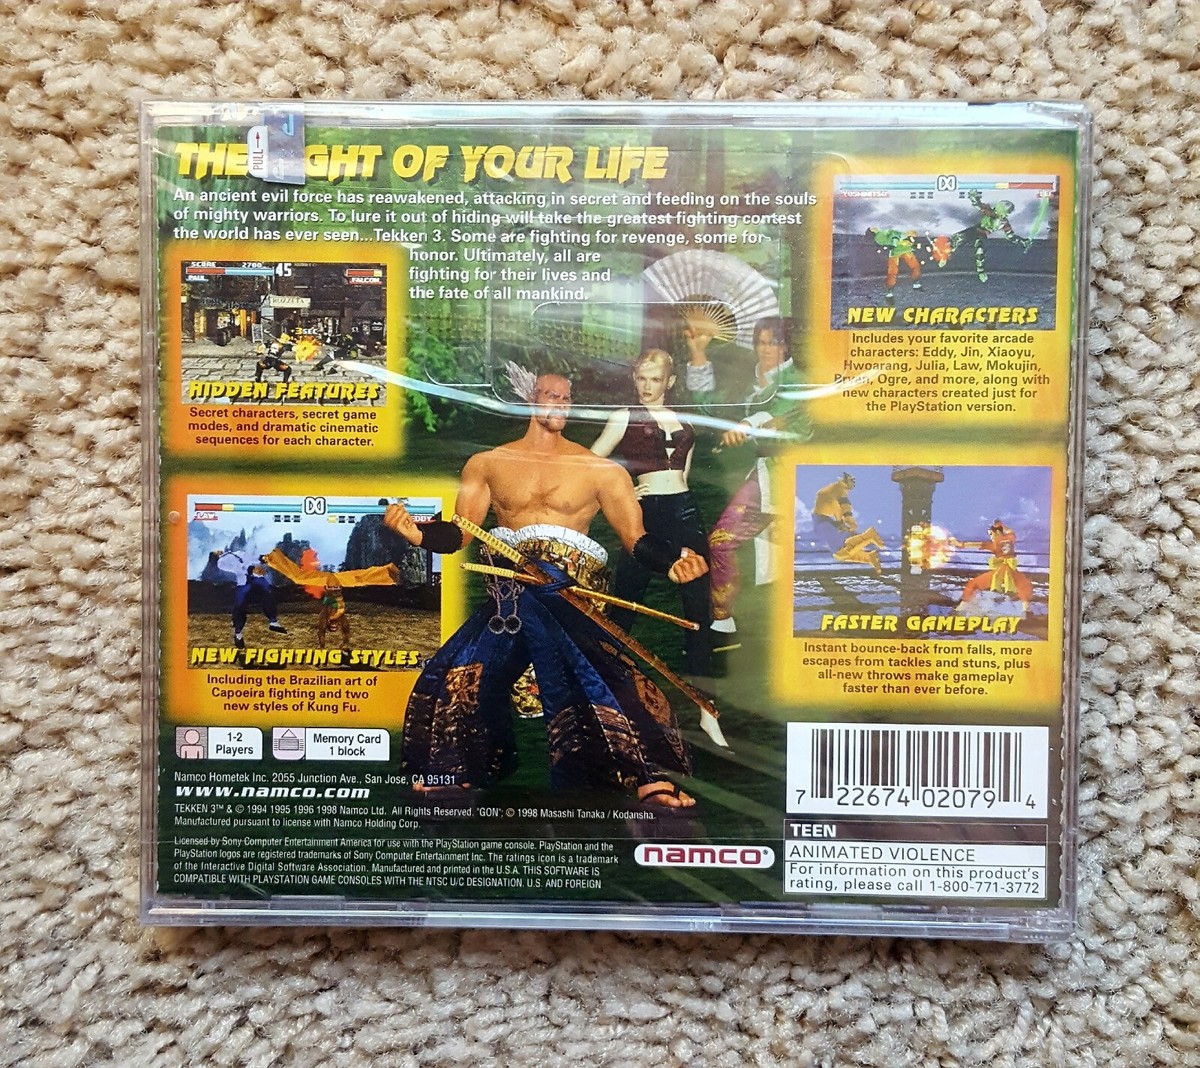 THE FIGHT OF YOUR LIFE
An ancient evil force has reawakened, attacking in secret and feeding on the souls
of mighty warriors. To lure it out of hiding will take the greatest fighting contest
the world has ever seen...Tekken 3. Some are fighting for revenge, some for
honor. Ultimately, all are
fighting for their lives and
the fate of all mankind.
PULL
SCORE 2700
45
PAUL
FALCON
3SEC
HIDDEN FEATURES
Secret characters, secret game
modes, and dramatic cinematic
sequences for each character.
YOSHIMITSU
NEW CHARACTERS
Includes your favorite arcade
characters: Eddy, Jin, Xiaoyu,
Hwoarang, Julia, Law, Mokujin,
Bryan, Ogre, and more, along with
new characters created just for
the PlayStation version.
LAW
EDDY
NEW FIGHTING STYLES
Including the Brazilian art of
Capoeira fighting and two
new styles of Kung Fu.
FASTER GAMEPLAY
Instant bounce-back from falls, more
escapes from tackles and stuns, plus
all-new throws make gameplay
faster than ever before.
1-2
Players
Memory Card
1 block
Namco Hometek Inc. 2055 Junction Ave., San Jose, CA 95131
www.namco.com
TEKKEN 3™ & © 1994 1995 1996 1998 Namco Ltd. All Rights Reserved. "GON"; © 1998 Masashi Tanaka / Kodansha.
Manufactured pursuant to license with Namco Holding Corp.
Licensed by Sony Computer Entertainment America for use with the PlayStation game console. PlayStation and the
PlayStation logos are registered trademarks of Sony Computer Entertainment Inc. The ratings icon is a trademark
of the Interactive Digital Software Association. Manufactured and printed in the U.S.A. THIS SOFTWARE IS
COMPATIBLE WITH PLAYSTATION GAME CONSOLES WITH THE NTSC U/C DESIGNATION. U.S. AND FOREIGN
namco®
7 22674 02079 4
TEEN
ANIMATED VIOLENCE
For information on this product's
rating, please call 1-800-771-3772